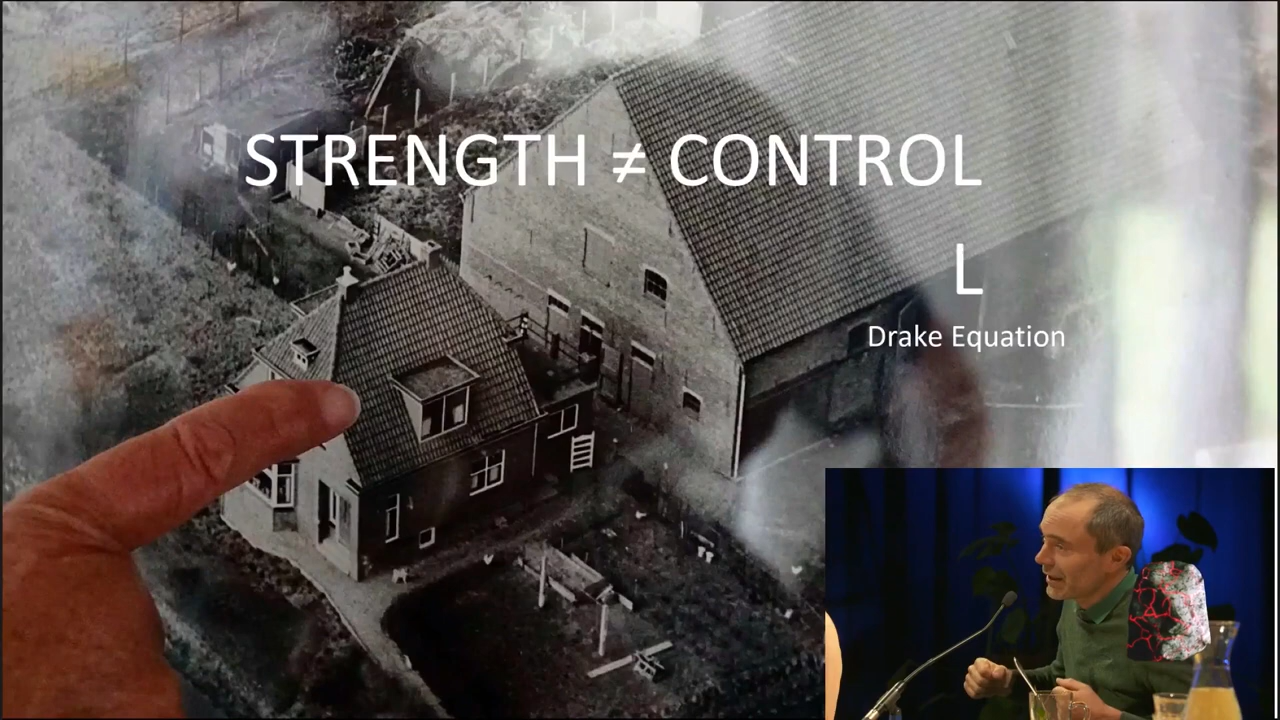 STRENGTH ≠ CONTROL
L
Drake Equation